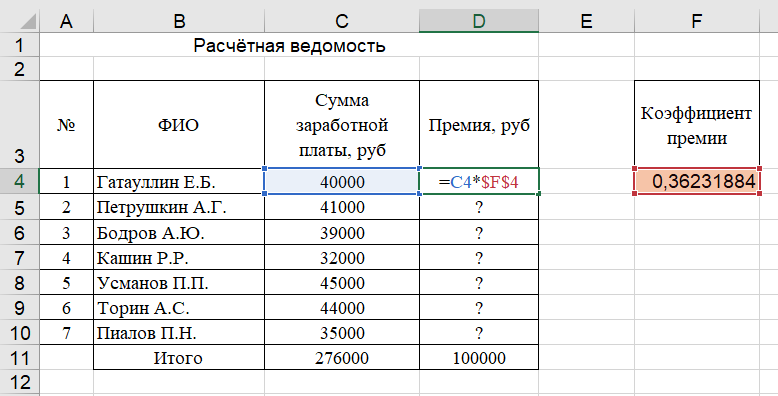 A B C D E F
1 Расчётная ведомость
2
3 № ФИО Сумма заработной платы, руб Премия, руб Коэффициент премии
4 1 Гатауллин Е.Б. 40000 =C4*$F$4 0,36231884
5 2 Петрушкин А.Г. 41000 ?
6 3 Бодров А.Ю. 39000 ?
7 4 Кашин Р.Р. 32000 ?
8 5 Усманов П.П. 45000 ?
9 6 Торин А.С. 44000 ?
10 7 Пиалов П.Н. 35000 ?
11 Итого 276000 100000
12